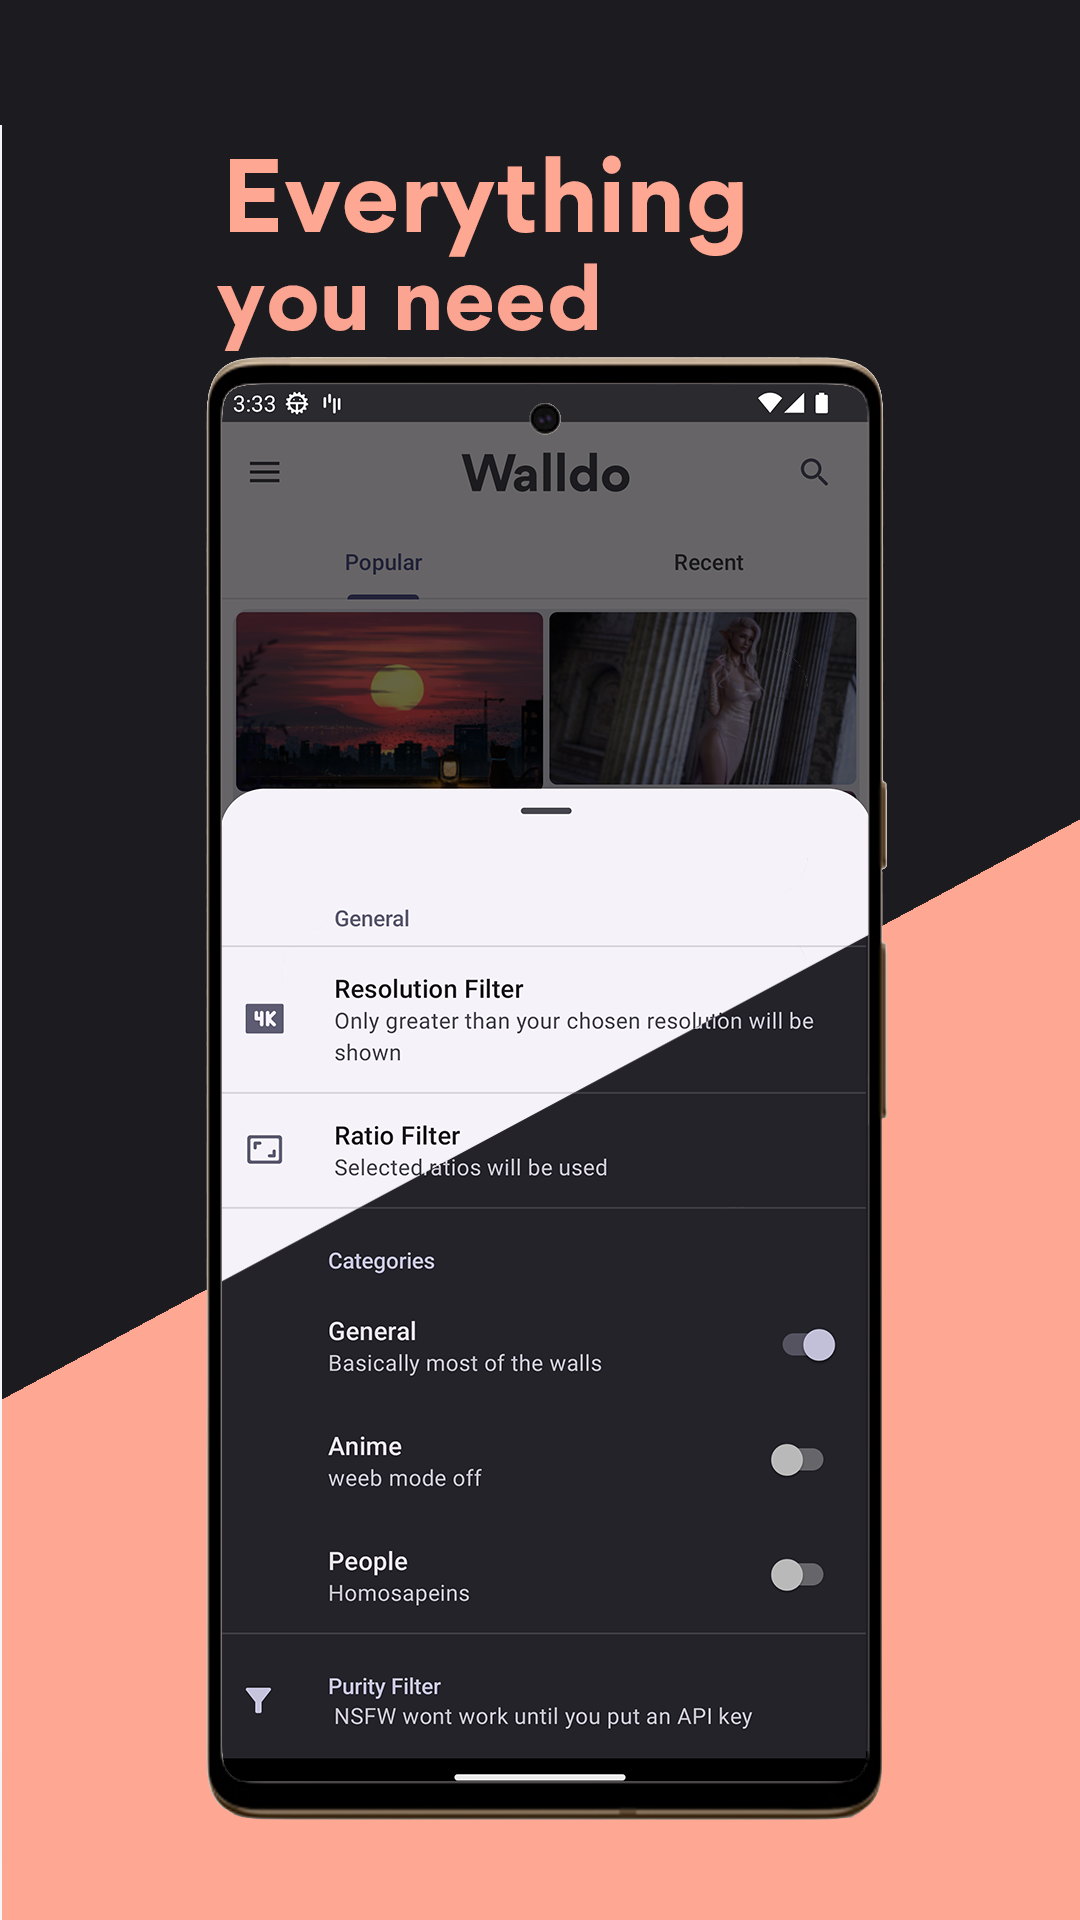 Everything
you need
3:33
Walldo
Popular
Recent
General
Resolution Filter
4K
Only greater than your chosen resolution will be
shown
Ratio Filter
Selected ratios will be used
Categories
General
Basically most of the walls
Anime
weeb mode off
People
Homosapeins
Purity Filter
NSFW wont work until you put an API key